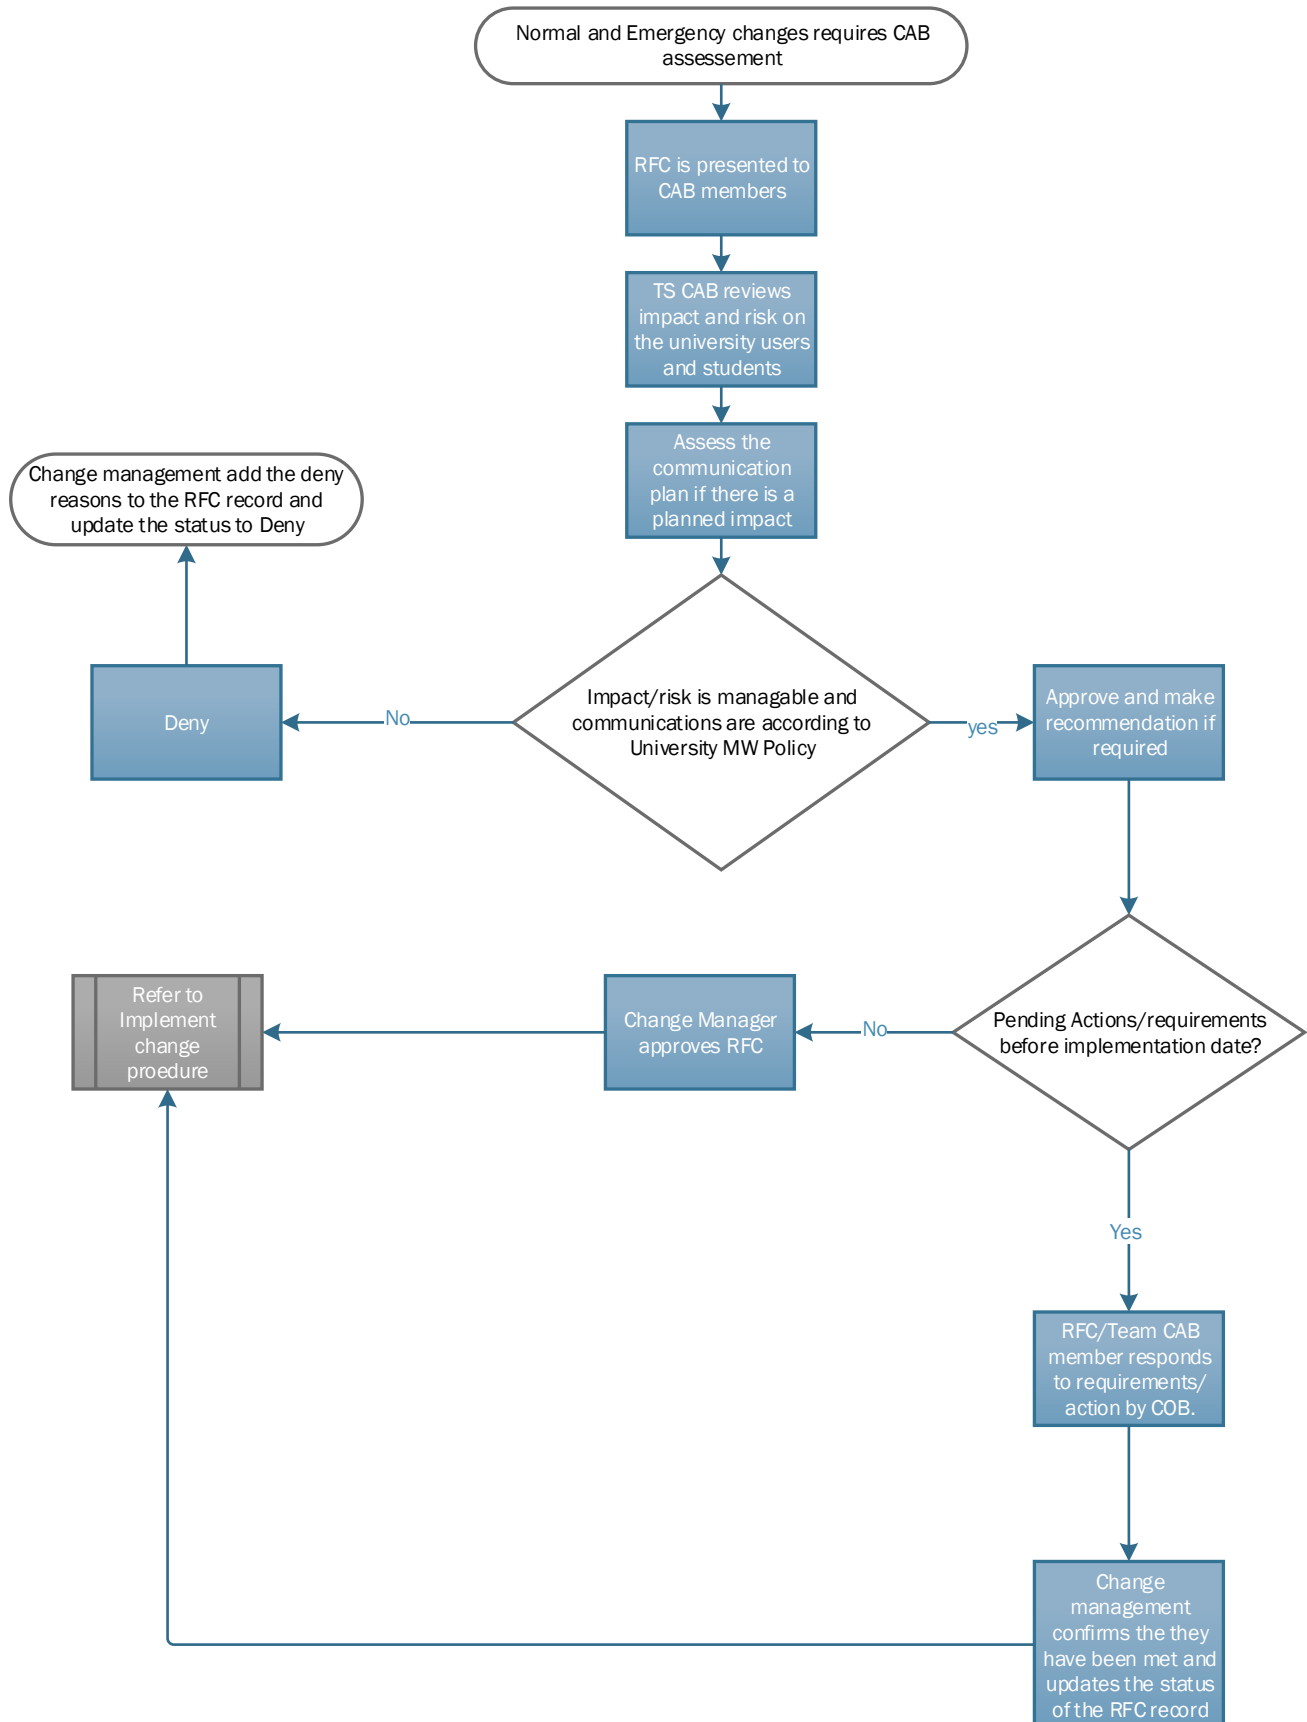 Normal and Emergency changes requires CAB
assessement
RFC is presented to
CAB members
TS CAB reviews
impact and risk on
the university users
and students
Assess the
communication
plan if there is a
planned impact
Change management add the deny
reasons to the RFC record and
update the status to Deny
Deny
No
Impact/risk is managable and
communications are according to
University MW Policy
yes
Approve and make
recommendation if
required
Refer to
Implement
change
proedure
Change Manager
approves RFC
No
Pending Actions/requirements
before implementation date?
Yes
RFC/Team CAB
member responds
to requirements/
action by COB.
Change
management
confirms the they
have been met and
updates the status
of the RFC record